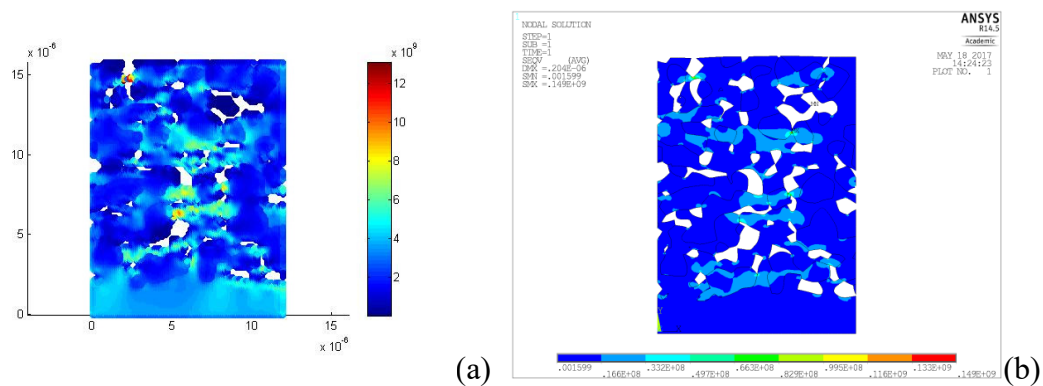 x 10⁻⁶
15
10
5
0
0 5 10 15
x 10⁻⁶
x 10⁹
12
10
8
6
4
2
(a)
1
NODAL SOLUTION
STEP=1
SUB =1
TIME=1
SEQV (AVG)
DMX =.204E-06
SMN =.001599
SMX =.149E+09
ANSYS
R14.5
Academic
MAY 18 2017
14:24:23
PLOT NO. 1
MX
.001599 .332E+08 .663E+08 .995E+08 .133E+09
.166E+08 .497E+08 .829E+08 .116E+09 .149E+09
(b)